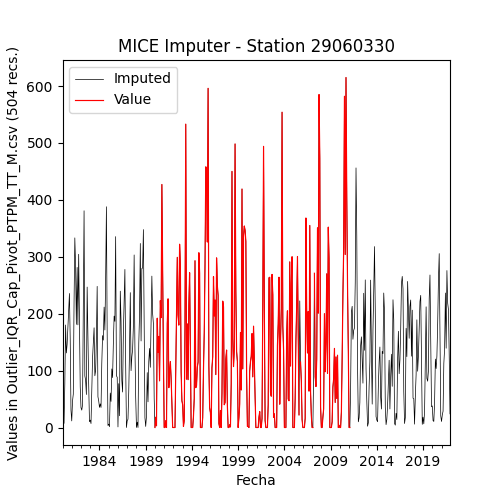 MICE Imputer - Station 29060330
Values in Outlier_IQR_Cap_Pivot_PTPM_TT_M.csv (504 recs.)
600
500
400
300
200
100
0
Imputed
Value
1984 1989 1994 1999 2004 2009 2014 2019
Fecha